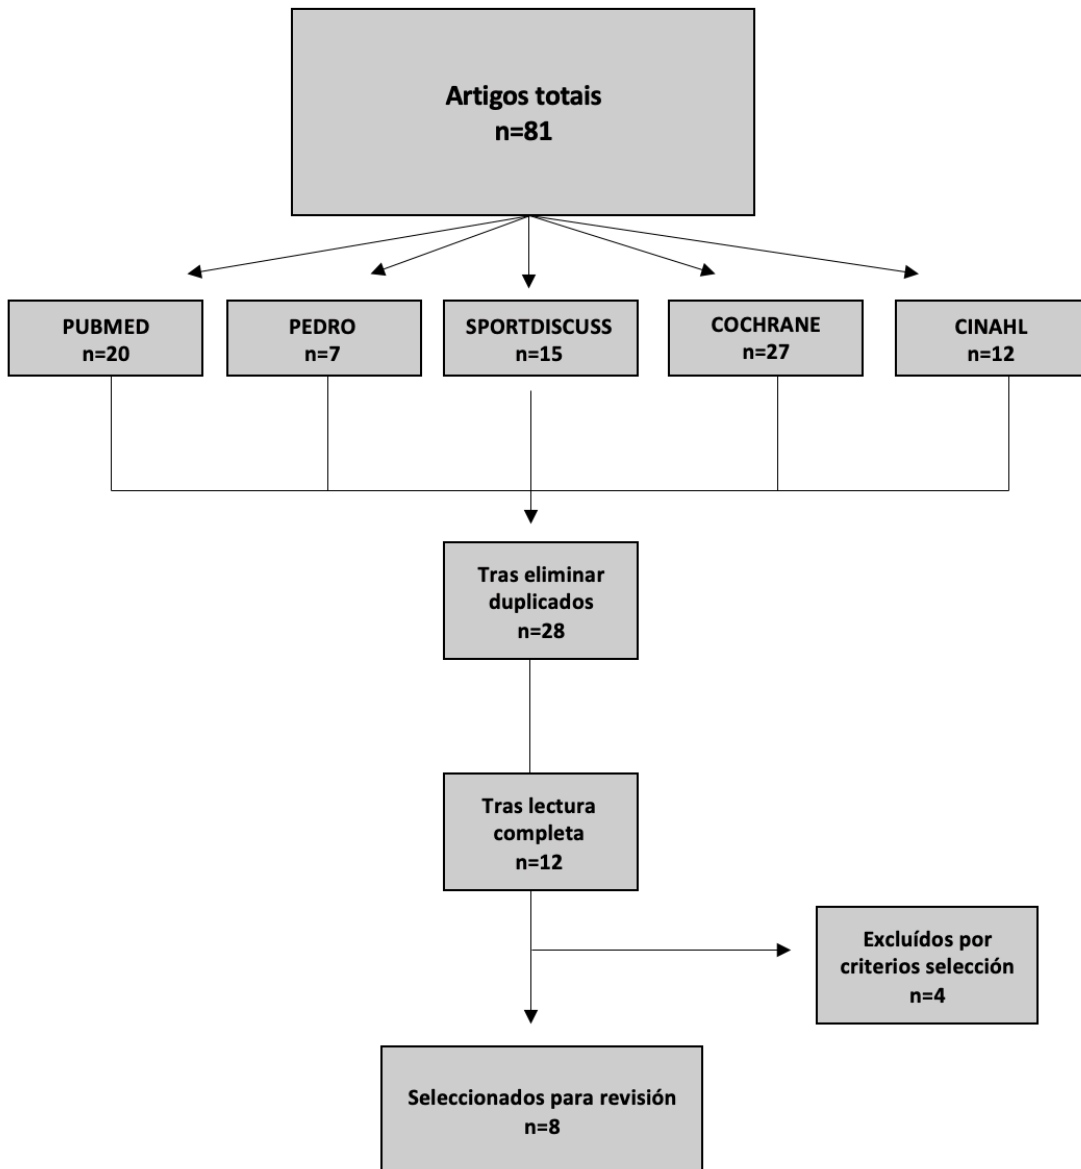 Artigos totais
n=81
PUBMED
n=20
PEDRO
n=7
SPORTDISCUSS
n=15
COCHRANE
n=27
CINAHL
n=12
Tras eliminar
duplicados
n=28
Tras lectura
completa
n=12
Excluídos por
criterios selección
n=4
Seleccionados para revisión
n=8